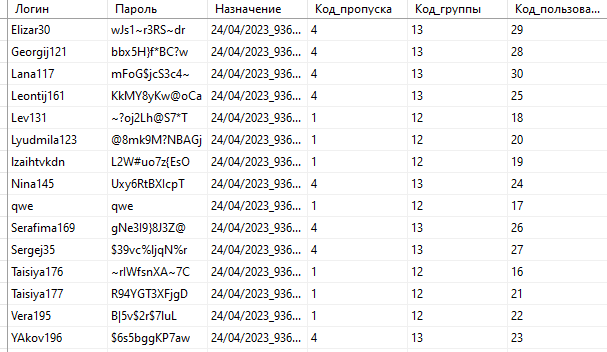 Логин Пароль Назначение Код_пропуска Код_группы Код_пользова...
Elizar30 wJs1~r3RS~dr 24/04/2023_936... 4 13 29
Georgij121 bbx5H}f*BC?w 24/04/2023_936... 4 13 28
Lana117 mFoG$jcS3c4~ 24/04/2023_936... 4 13 30
Leontij161 KkMY8yKw@oCa 24/04/2023_936... 4 13 25
Lev131 ~?oj2Lh@S7*T 24/04/2023_936... 1 12 18
Lyudmila123 @8mk9M?NBAGj 24/04/2023_936... 1 12 20
Izaihtvkdn L2W#uo7z{EsO 24/04/2023_936... 1 12 19
Nina145 Uxy6RtBXlcpT 24/04/2023_936... 4 13 24
qwe qwe 24/04/2023_936... 1 12 17
Serafima169 gNe3I9}8J3Z@ 24/04/2023_936... 4 13 26
Sergej35 $39vc%ljqN%r 24/04/2023_936... 4 13 27
Taisiya176 ~rIWfsnXA~7C 24/04/2023_936... 1 12 16
Taisiya177 R94YGT3XFjgD 24/04/2023_936... 1 12 21
Vera195 B|5v$2r$7luL 24/04/2023_936... 1 12 22
YAkov196 $6s5bggKP7aw 24/04/2023_936... 4 13 23